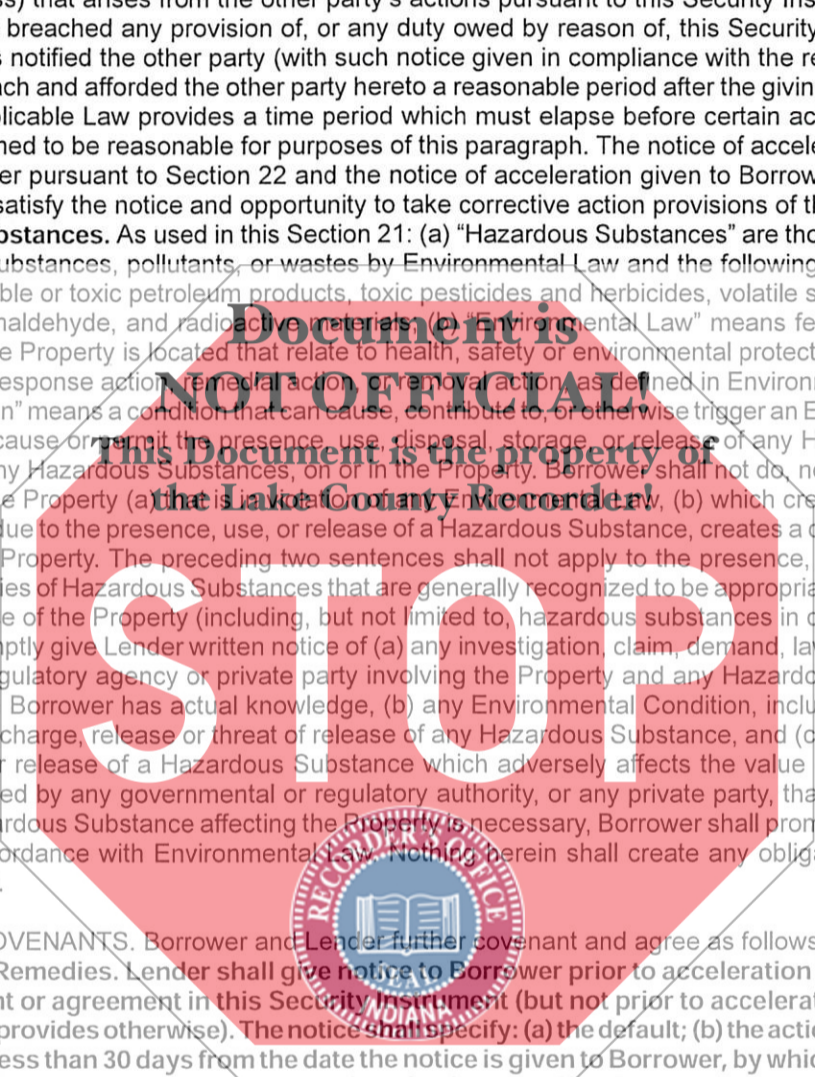 ss) that arises from the other party's actions pursuant to this Security Ins
breached any provision of, or any duty owed by reason of, this Security
s notified the other party (with such notice given in compliance with the re
ach and afforded the other party hereto a reasonable period after the givin
plicable Law provides a time period which must elapse before certain ac
med to be reasonable for purposes of this paragraph. The notice of accele
er pursuant to Section 22 and the notice of acceleration given to Borrow
satisfy the notice and opportunity to take corrective action provisions of t
bstances. As used in this Section 21: (a) “Hazardous Substances” are tho
ubstances, pollutants, or wastes by Environmental Law and the following
ble or toxic petroleum products, toxic pesticides and herbicides, volatile s
maldehyde, and radioactive materials; (b) “Environmental Law” means fe
e Property is located that relate to health, safety or environmental protect
esponse action, remedial action, or removal action, as defined in Environ
n” means a condition that can cause, contribute to, or otherwise trigger an E
cause or permit the presence, use, disposal, storage, or release of any H
ny Hazardous Substances, on or in the Property. Borrower shall not do, n
e Property (a) that is in violation of any Environmental Law, (b) which cre
due to the presence, use, or release of a Hazardous Substance, creates a c
Property. The preceding two sentences shall not apply to the presence,
ies of Hazardous Substances that are generally recognized to be appropria
e of the Property (including, but not limited to, hazardous substances in c
mptly give Lender written notice of (a) any investigation, claim, demand, la
gulatory agency or private party involving the Property and any Hazardo
Borrower has actual knowledge, (b) any Environmental Condition, inclu
charge, release or threat of release of any Hazardous Substance, and (c
r release of a Hazardous Substance which adversely affects the value
ed by any governmental or regulatory authority, or any private party, tha
rdous Substance affecting the Property is necessary, Borrower shall pron
ordance with Environmental Law. Nothing herein shall create any oblig
.
OVENANTS. Borrower and Lender further covenant and agree as follows
Remedies. Lender shall give notice to Borrower prior to acceleration
nt or agreement in this Security Instrument (but not prior to accelerat
provides otherwise). The notice shall specify: (a) the default; (b) the actio
ess than 30 days from the date the notice is given to Borrower, by whic
Document is
NOT OFFICIAL!
This Document is the property of
the Lake County Recorder!
STOP
RECORDER'S OFFICE
SEAL
INDIANA